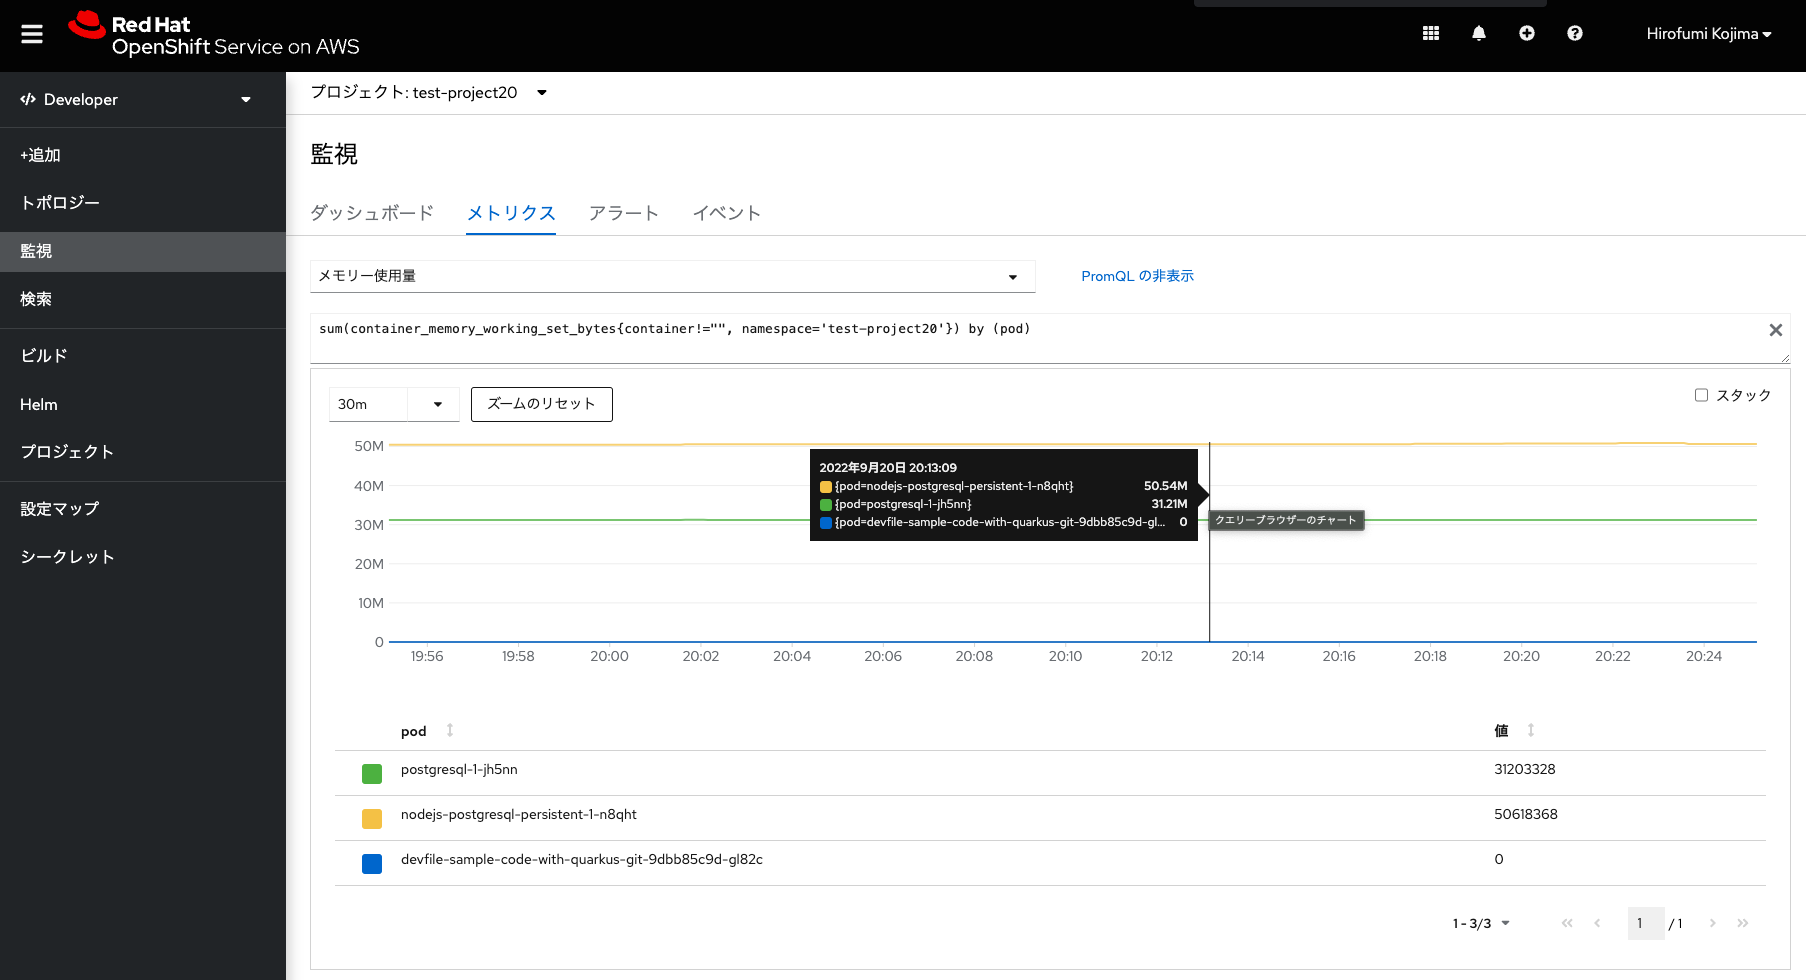 Red Hat
OpenShift Service on AWS
Hirofumi Kojima
Developer
+追加
トポロジー
監視
検索
ビルド
Helm
プロジェクト
設定マップ
シークレット
プロジェクト: test-project20
監視
ダッシュボード メトリクス アラート イベント
メモリー使用量
PromQL の非表示
sum(container_memory_working_set_bytes{container!="", namespace='test-project20'}) by (pod)
30m
ズームのリセット
スタック
50M
40M
30M
20M
10M
0
19:56 19:58 20:00 20:02 20:04 20:06 20:08 20:10 20:12 20:14 20:16 20:18 20:20 20:22 20:24
2022年9月20日 20:13:09
{pod=nodejs-postgresql-persistent-1-n8qht} 50.54M
{pod=postgresql-1-jh5nn} 31.21M
{pod=devfile-sample-code-with-quarkus-git-9dbb85c9d-gl... 0
クエリーブラウザーのチャート
pod 値
postgresql-1-jh5nn 31203328
nodejs-postgresql-persistent-1-n8qht 50618368
devfile-sample-code-with-quarkus-git-9dbb85c9d-gl82c 0
1 - 3/3
1 / 1